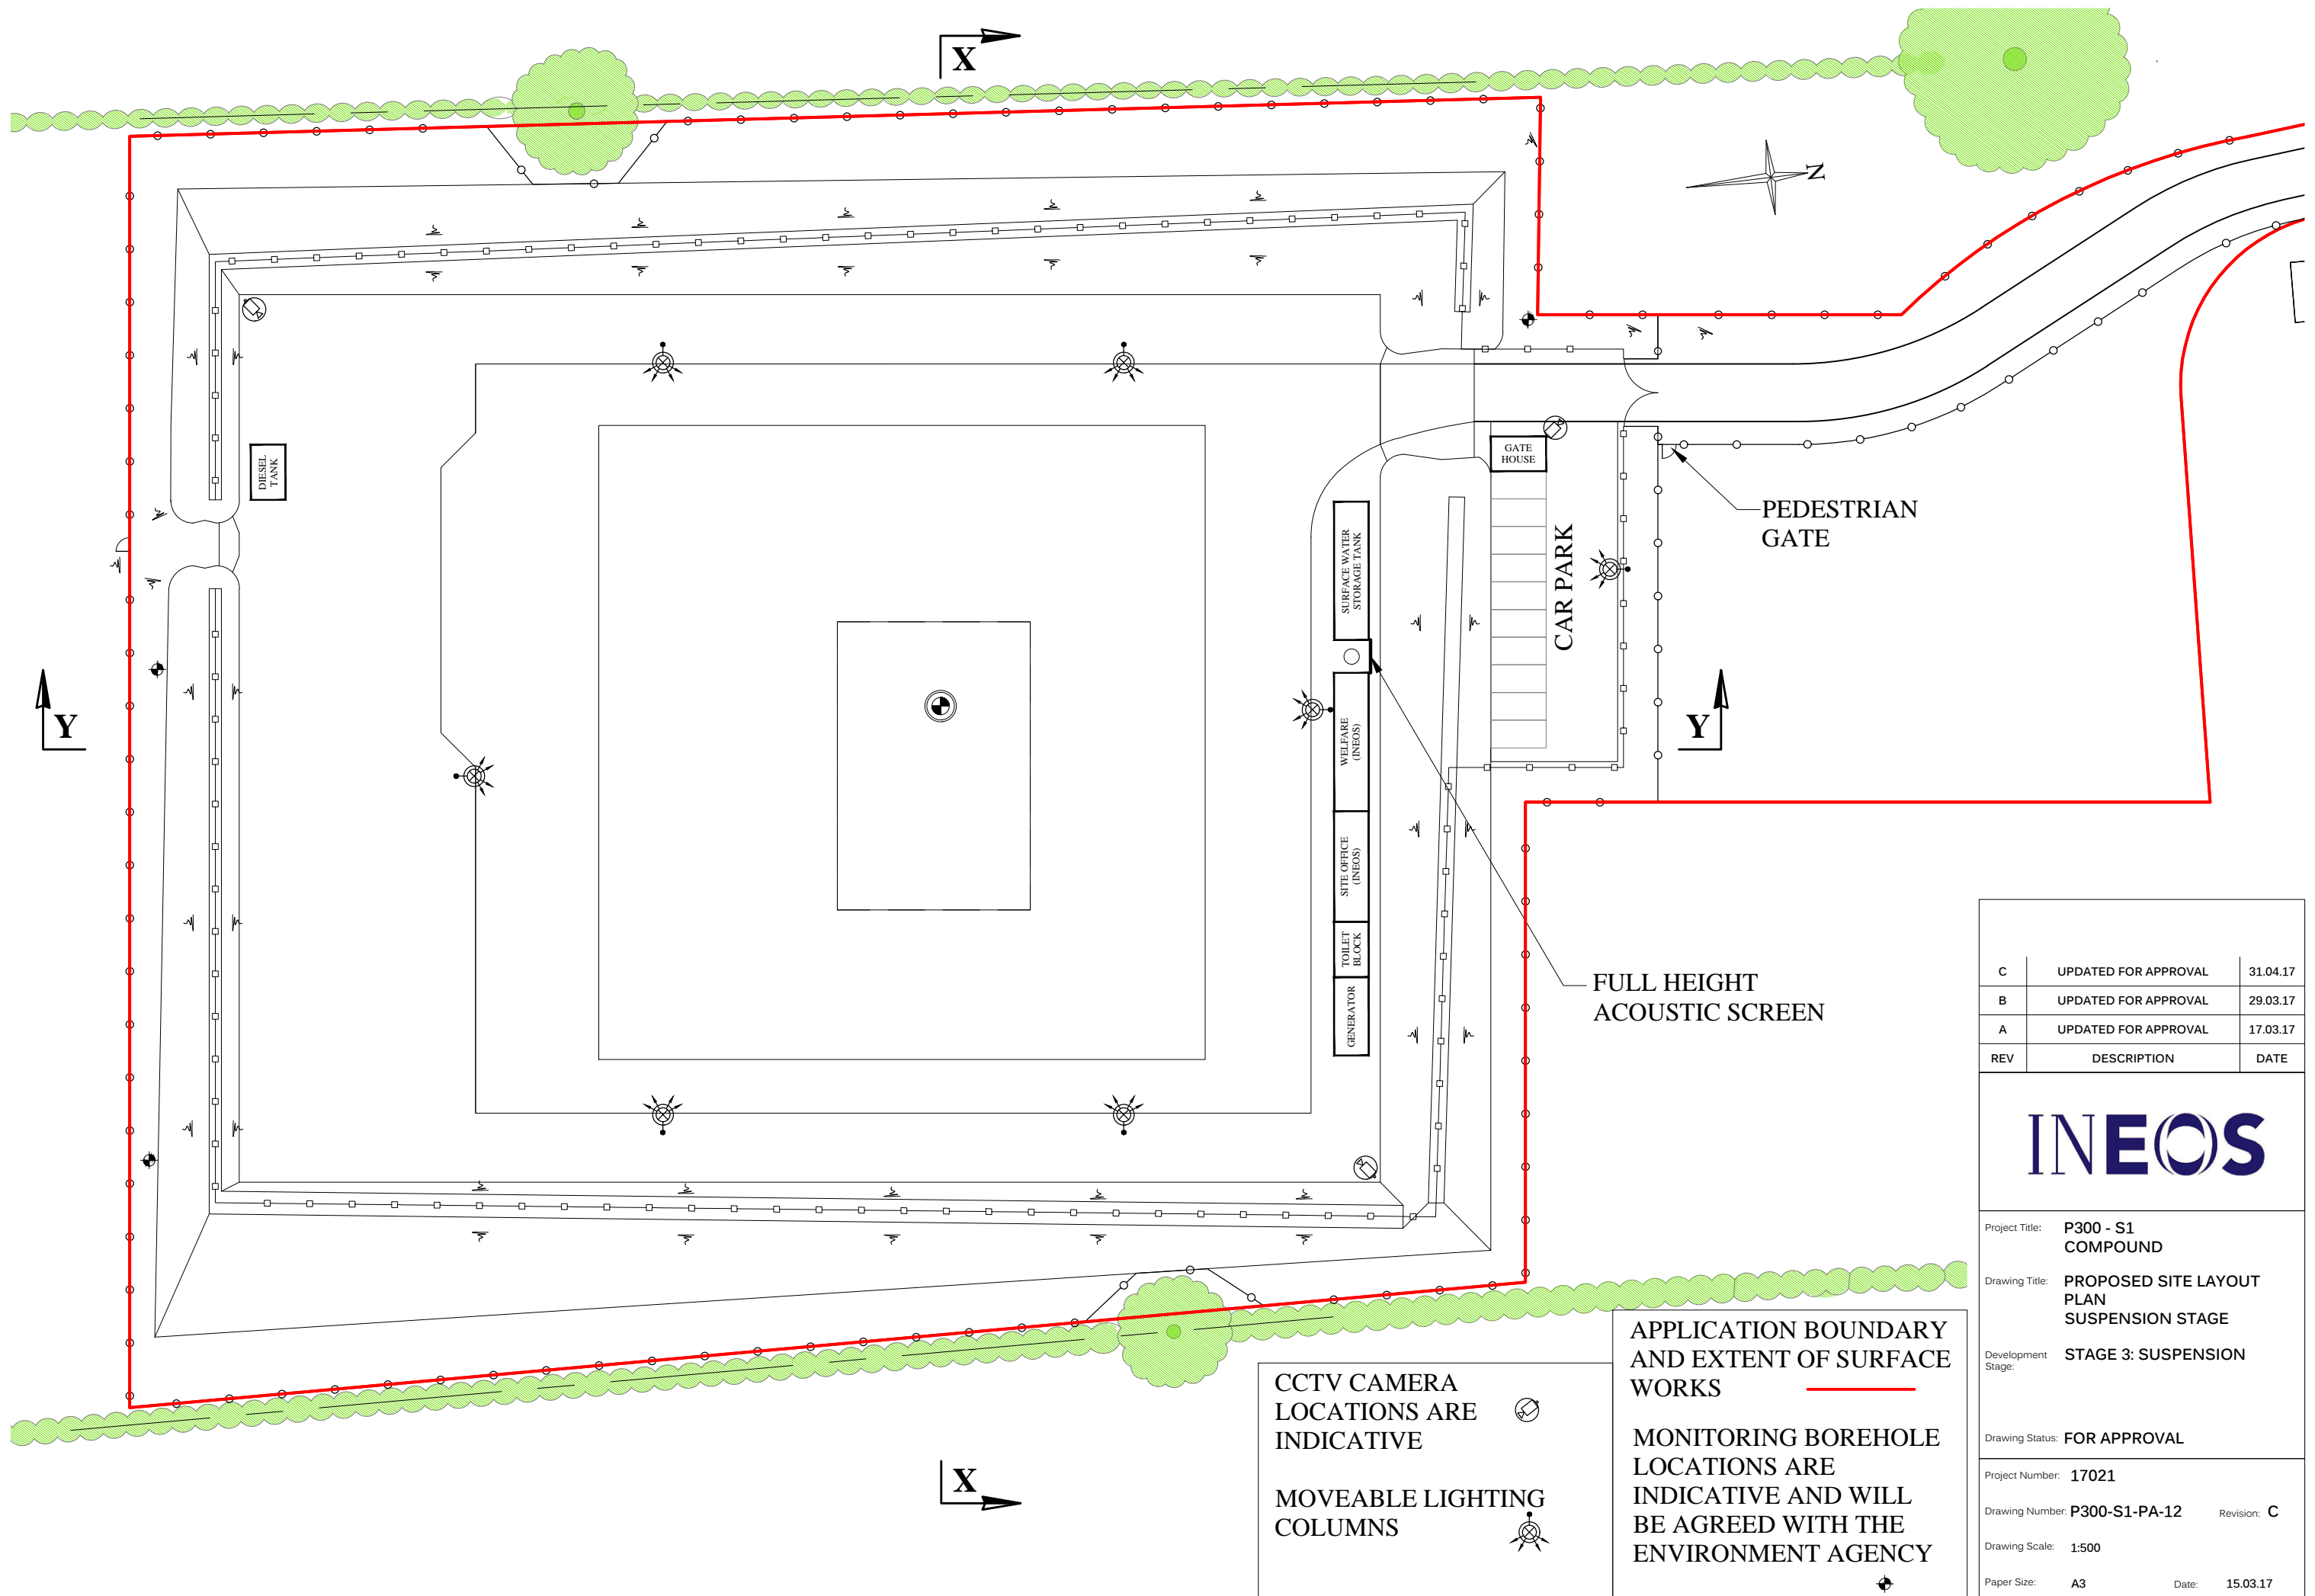 X
N
DIESEL
TANK
GATE
HOUSE
SURFACE WATER
STORAGE TANK
CAR PARK
PEDESTRIAN
GATE
Y
WELFARE
(INEOS)
Y
SITE OFFICE
(INEOS)
TOILET
BLOCK
GENERATOR
FULL HEIGHT
ACOUSTIC SCREEN
X
CCTV CAMERA
LOCATIONS ARE
INDICATIVE
MOVEABLE LIGHTING
COLUMNS
APPLICATION BOUNDARY
AND EXTENT OF SURFACE
WORKS
MONITORING BOREHOLE
LOCATIONS ARE
INDICATIVE AND WILL
BE AGREED WITH THE
ENVIRONMENT AGENCY
C UPDATED FOR APPROVAL 31.04.17
B UPDATED FOR APPROVAL 29.03.17
A UPDATED FOR APPROVAL 17.03.17
REV DESCRIPTION DATE
INEOS
Project Title: P300 - S1
COMPOUND
Drawing Title: PROPOSED SITE LAYOUT
PLAN
SUSPENSION STAGE
Development STAGE 3: SUSPENSION
Stage:
Drawing Status: FOR APPROVAL
Project Number: 17021
Drawing Number: P300-S1-PA-12 Revision: C
Drawing Scale: 1:500
Paper Size: A3 Date: 15.03.17